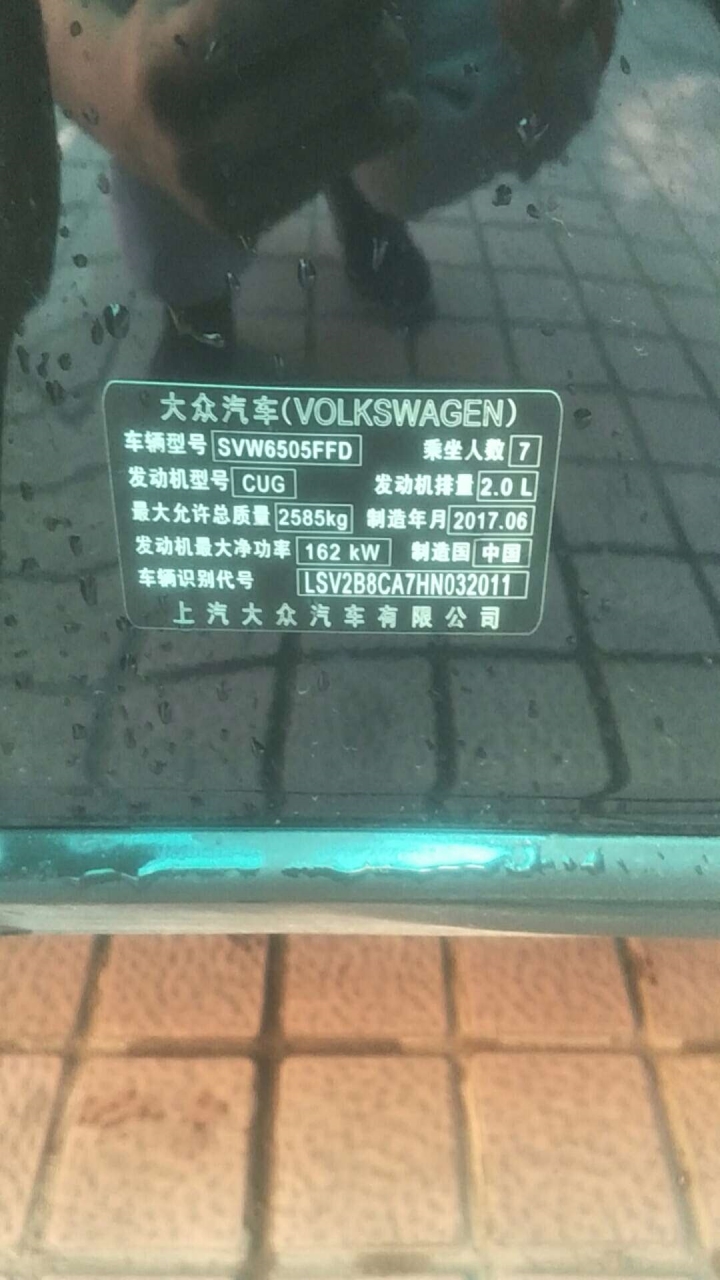 大众汽车(VOLKSWAGEN)
车辆型号 SVW6505FFD 乘坐人数 7
发动机型号 CUG 发动机排量 2.0 L
最大允许总质量 2585kg 制造年月 2017.06
发动机最大净功率 162 kW 制造国 中国
车辆识别代号 LSV2B8CA7HN032011
上汽大众汽车有限公司